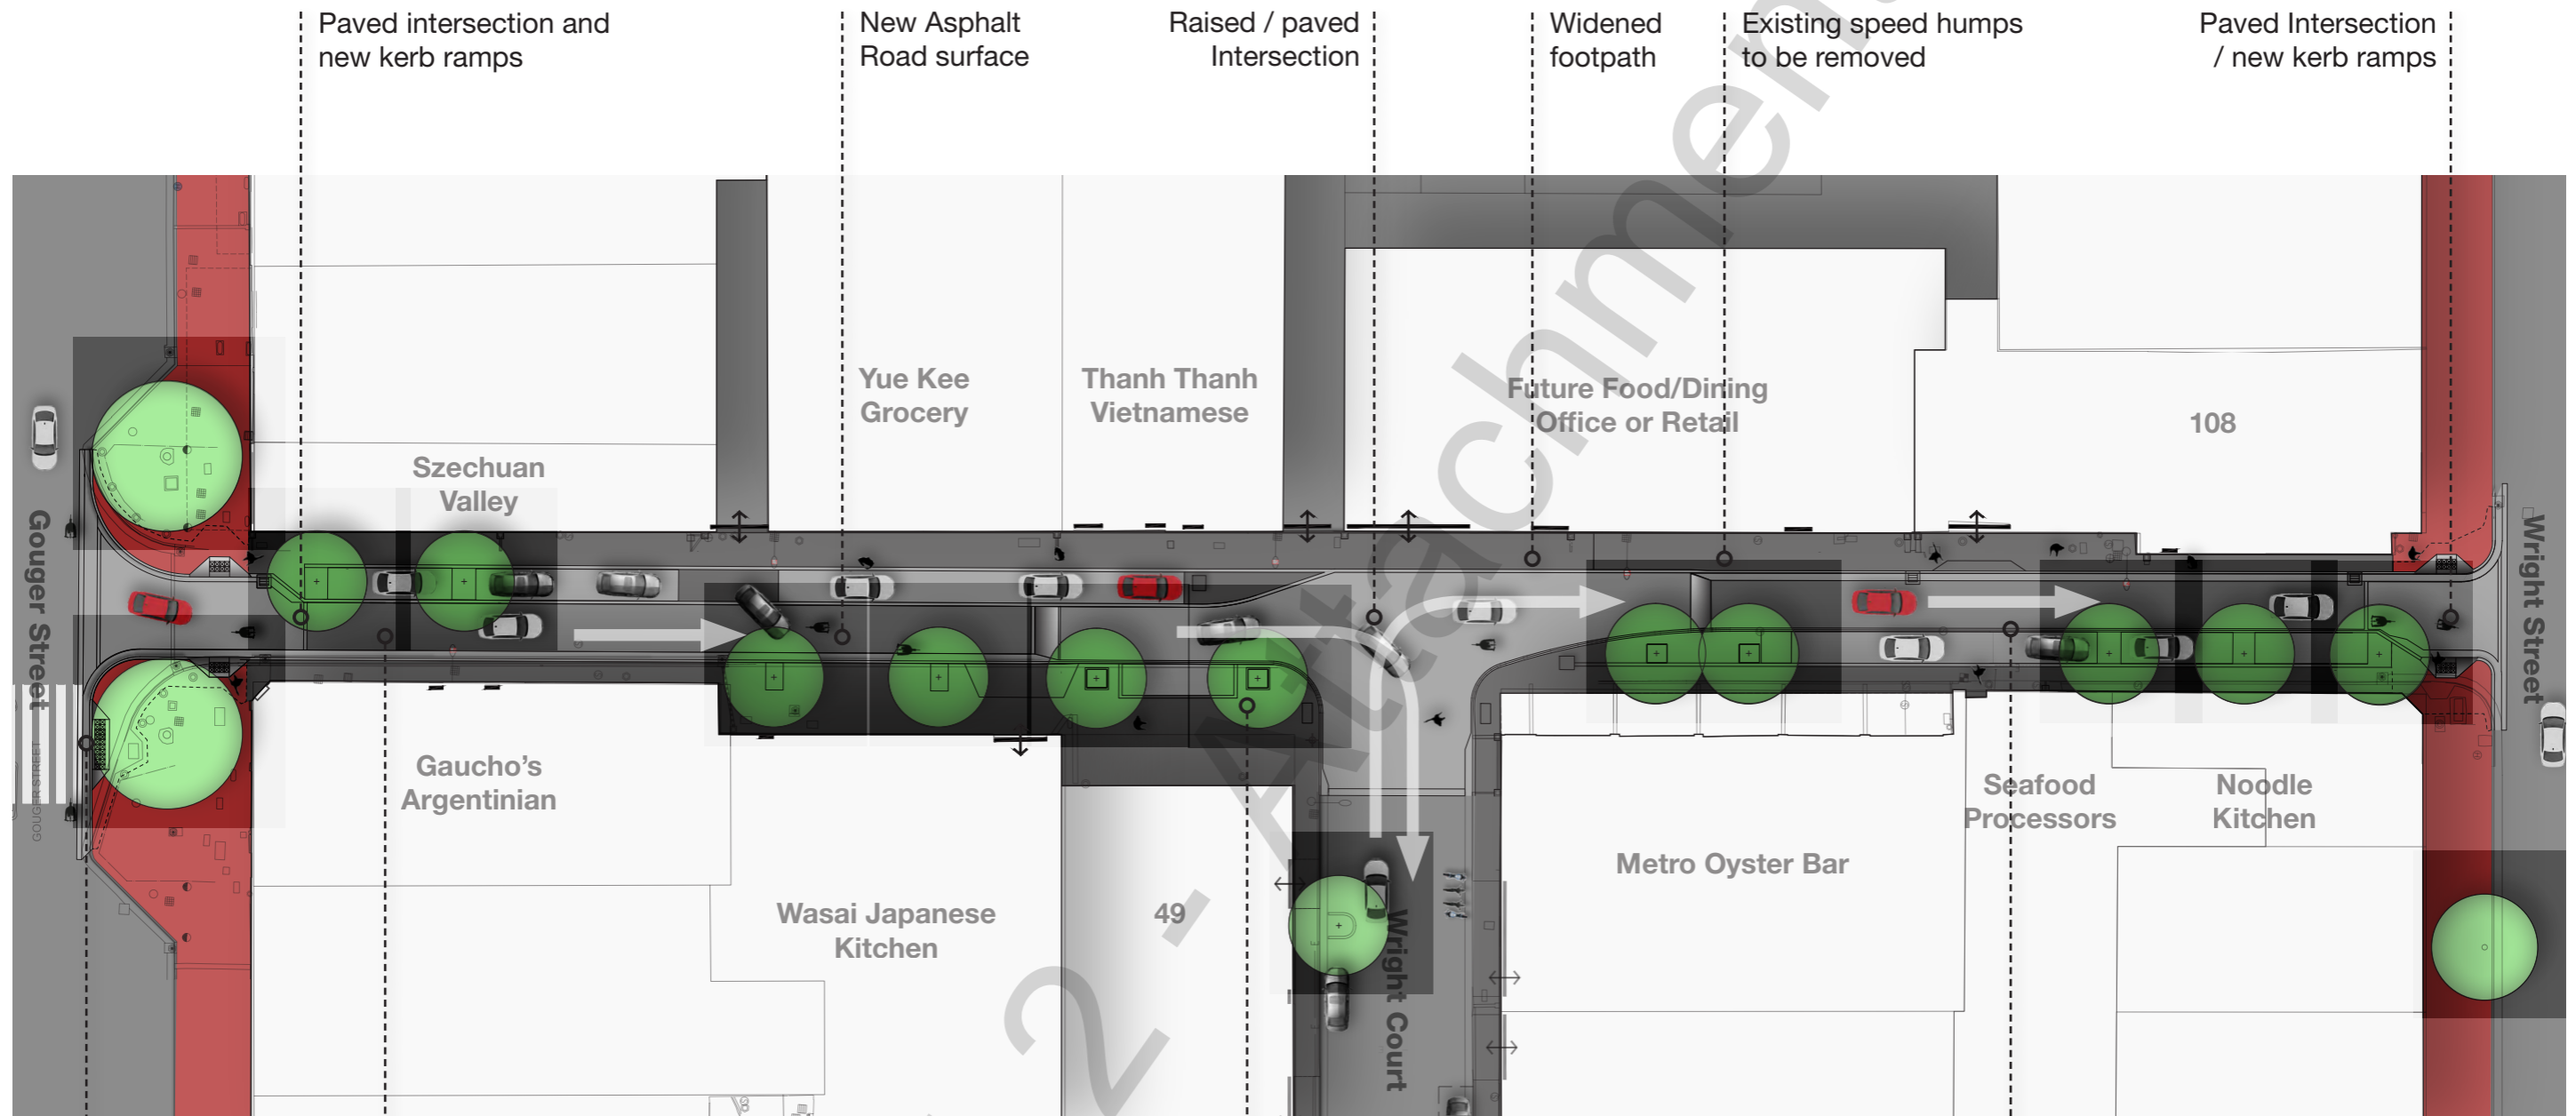 Paved intersection and
new kerb ramps
New Asphalt
Road surface
Raised / paved
Intersection
Widened
footpath
Existing speed humps
to be removed
Paved Intersection
/ new kerb ramps
Yue Kee
Grocery
Thanh Thanh
Vietnamese
Future Food/Dining
Office or Retail
108
Szechuan
Valley
Gouger Street
GOUGER STREET
Wright Street
Gaucho's
Argentinian
Wasai Japanese
Kitchen
49
Wright Court
Metro Oyster Bar
Seafood
Processors
Noodle
Kitchen
2 - Attachment